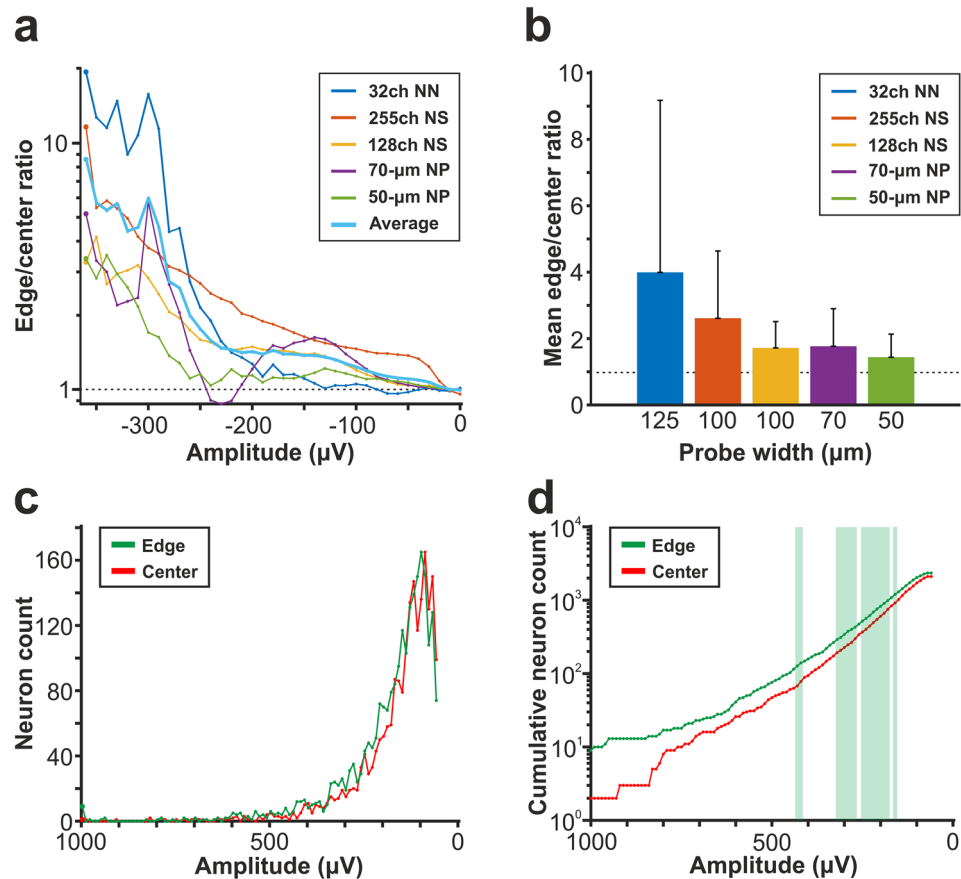 a
Edge/center ratio
10
1
-300
-200
-100
0
Amplitude (µV)
32ch NN
255ch NS
128ch NS
70-µm NP
50-µm NP
Average
b
Mean edge/center ratio
10
8
6
4
2
0
125
100
100
70
50
Probe width (µm)
32ch NN
255ch NS
128ch NS
70-µm NP
50-µm NP
c
Neuron count
160
120
80
40
0
1000
500
0
Amplitude (µV)
Edge
Center
d
Cumulative neuron count
10⁴
10³
10²
10¹
10⁰
1000
500
0
Amplitude (µV)
Edge
Center